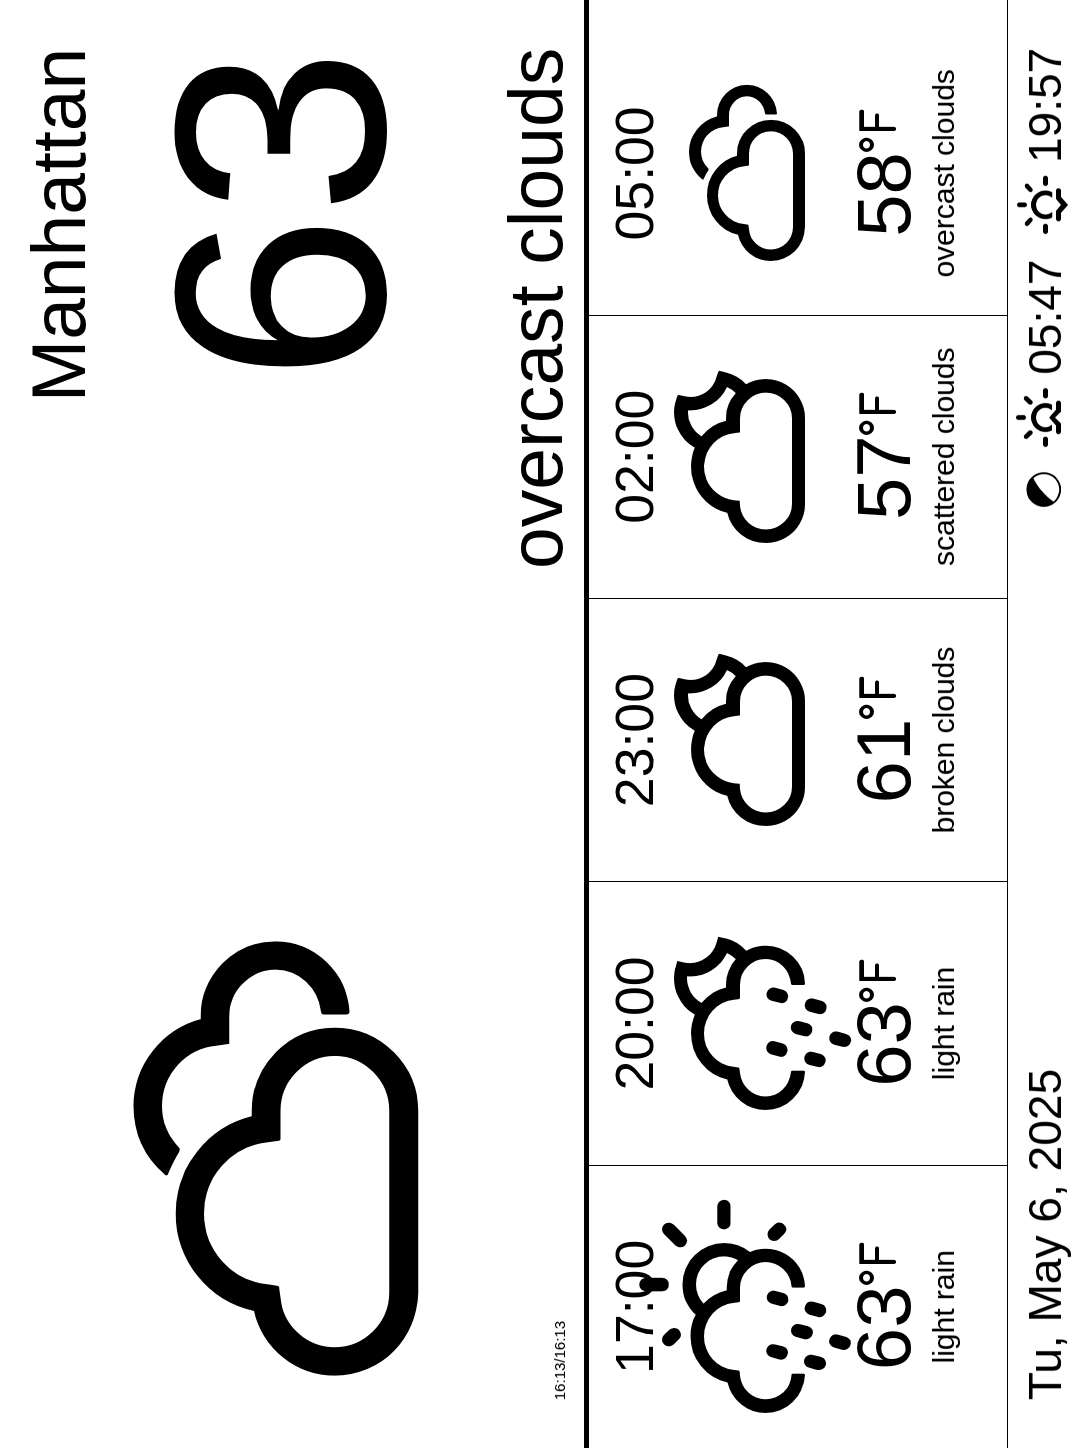 Manhattan
63
overcast clouds
16:13/16:13
17:00 20:00 23:00 02:00 05:00
63°F 63°F 61°F 57°F 58°F
light rain light rain broken clouds scattered clouds overcast clouds
Tu, May 6, 2025 05:47 19:57